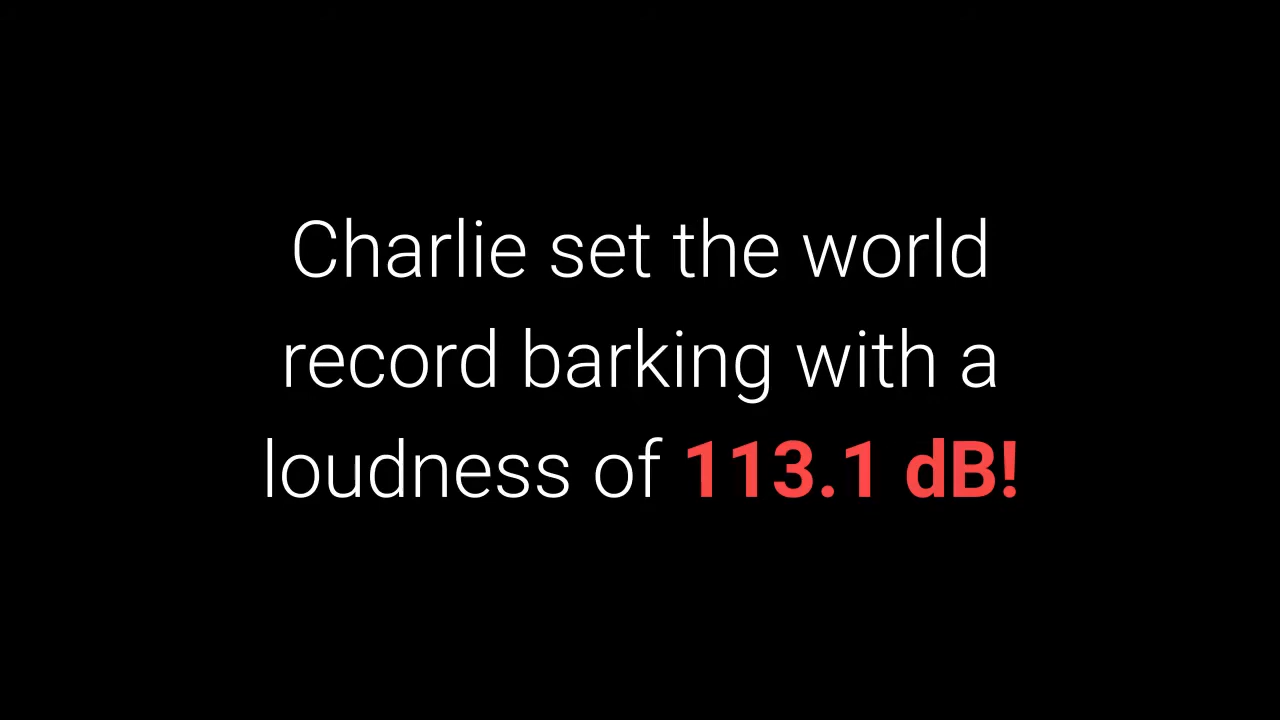 Charlie set the world
record barking with a
loudness of 113.1 dB!